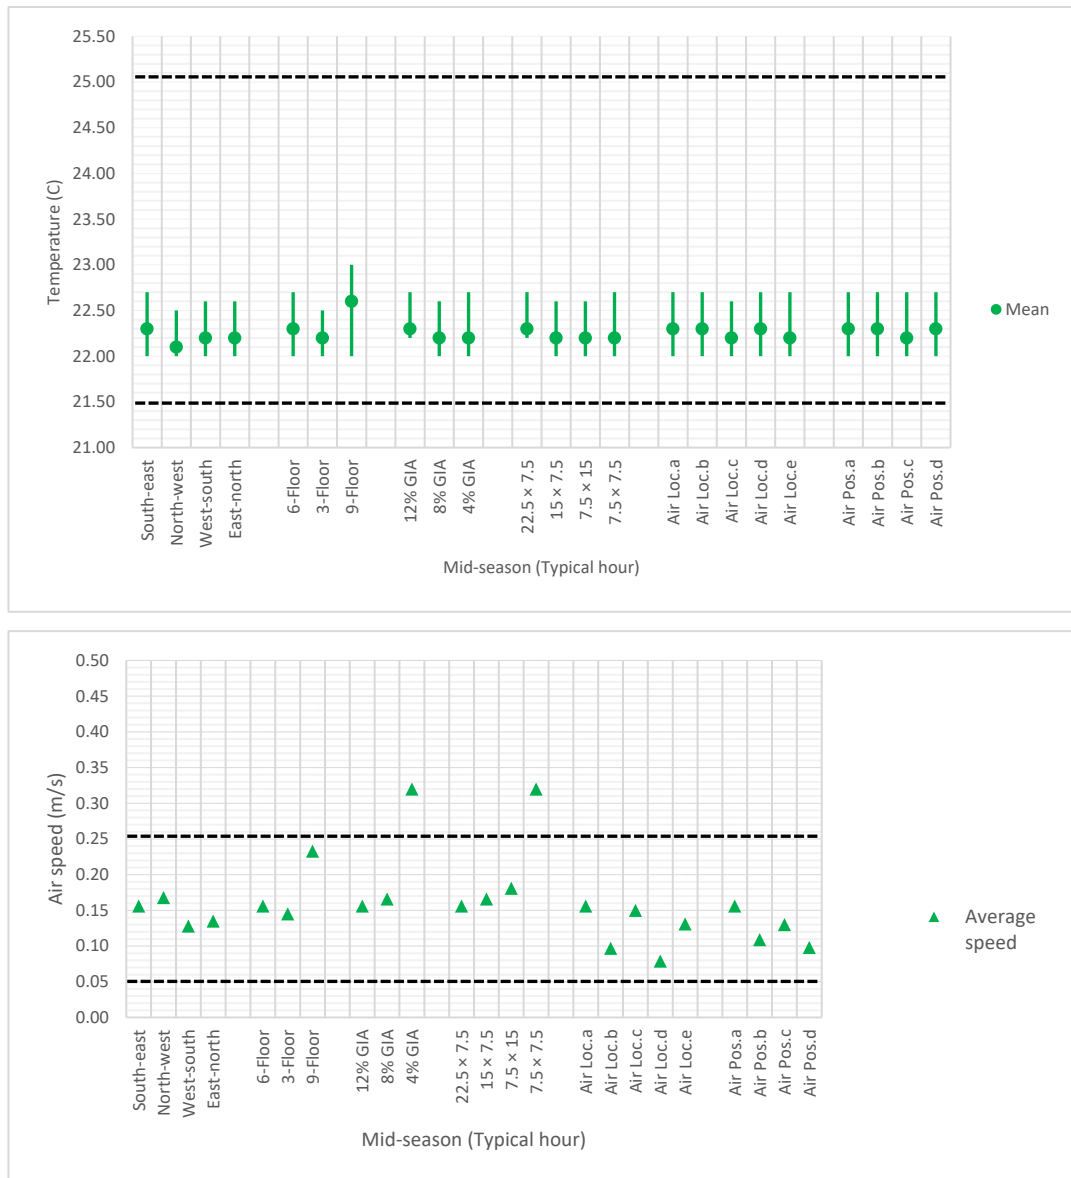 25.50
25.00
24.50
24.00
23.50
23.00
22.50
22.00
21.50
21.00
Temperature (C)
South-east
North-west
West-south
East-north
6-Floor
3-Floor
9-Floor
12% GIA
8% GIA
4% GIA
22.5 × 7.5
15 × 7.5
7.5 × 15
7.5 × 7.5
Air Loc.a
Air Loc.b
Air Loc.c
Air Loc.d
Air Loc.e
Air Pos.a
Air Pos.b
Air Pos.c
Air Pos.d
Mid-season (Typical hour)
Mean
0.50
0.45
0.40
0.35
0.30
0.25
0.20
0.15
0.10
0.05
0.00
Air speed (m/s)
South-east
North-west
West-south
East-north
6-Floor
3-Floor
9-Floor
12% GIA
8% GIA
4% GIA
22.5 × 7.5
15 × 7.5
7.5 × 15
7.5 × 7.5
Air Loc.a
Air Loc.b
Air Loc.c
Air Loc.d
Air Loc.e
Air Pos.a
Air Pos.b
Air Pos.c
Air Pos.d
Mid-season (Typical hour)
Average
speed